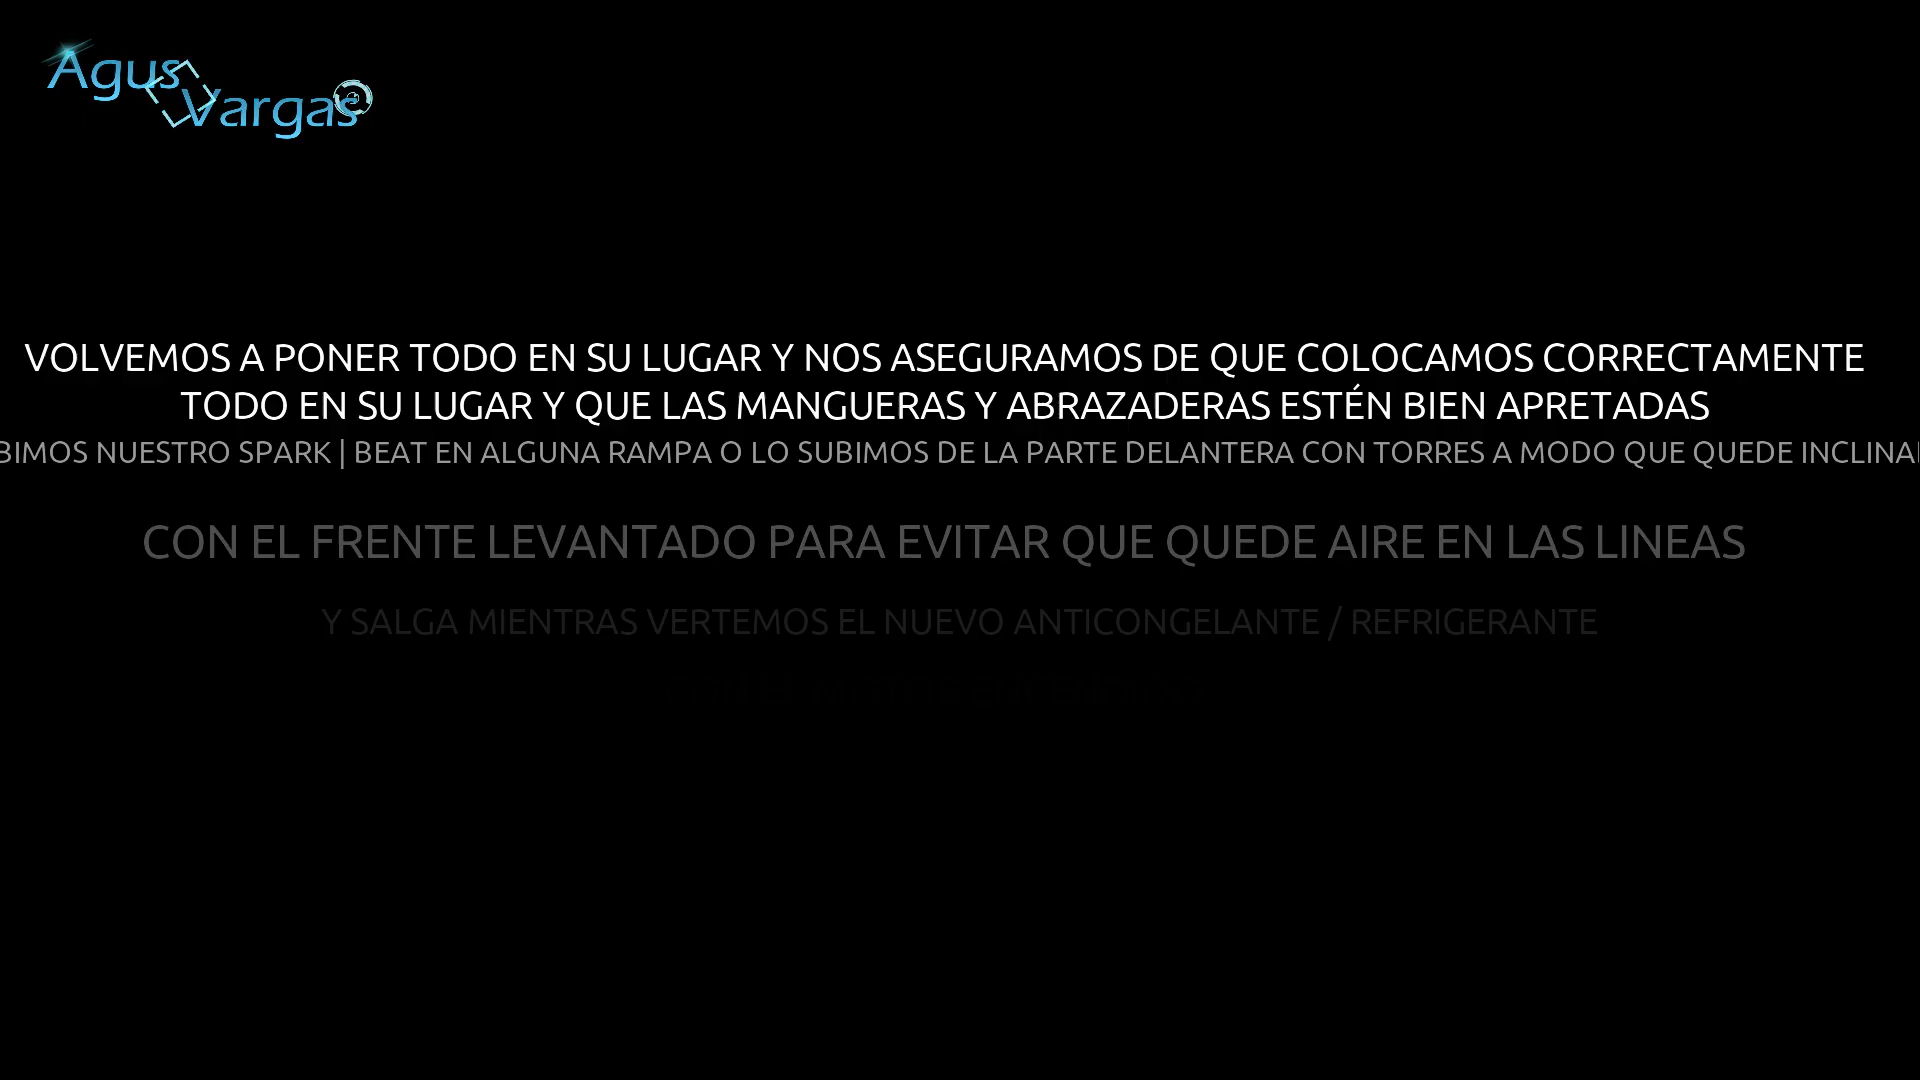 Agus
Vargas
VOLVEMOS A PONER TODO EN SU LUGAR Y NOS ASEGURAMOS DE QUE COLOCAMOS CORRECTAMENTE
TODO EN SU LUGAR Y QUE LAS MANGUERAS Y ABRAZADERAS ESTÉN BIEN APRETADAS
BIMOS NUESTRO SPARK | BEAT EN ALGUNA RAMPA O LO SUBIMOS DE LA PARTE DELANTERA CON TORRES A MODO QUE QUEDE INCLINA
CON EL FRENTE LEVANTADO PARA EVITAR QUE QUEDE AIRE EN LAS LINEAS
Y SALGA MIENTRAS VERTEMOS EL NUEVO ANTICONGELANTE / REFRIGERANTE